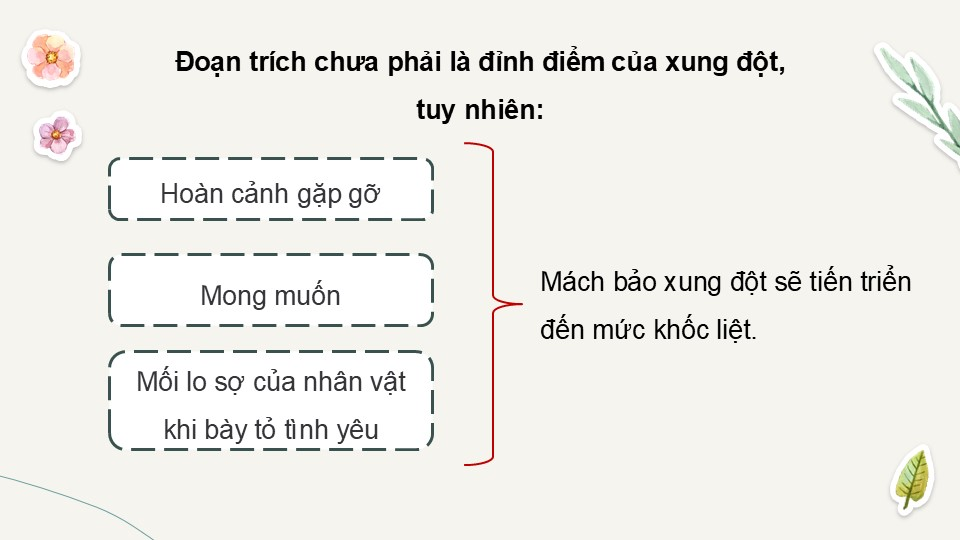 Đoạn trích chưa phải là đỉnh điểm của xung đột,
tuy nhiên:
Hoàn cảnh gặp gỡ
Mong muốn
Mối lo sợ của nhân vật
khi bày tỏ tình yêu
Mách bảo xung đột sẽ tiến triển
đến mức khốc liệt.